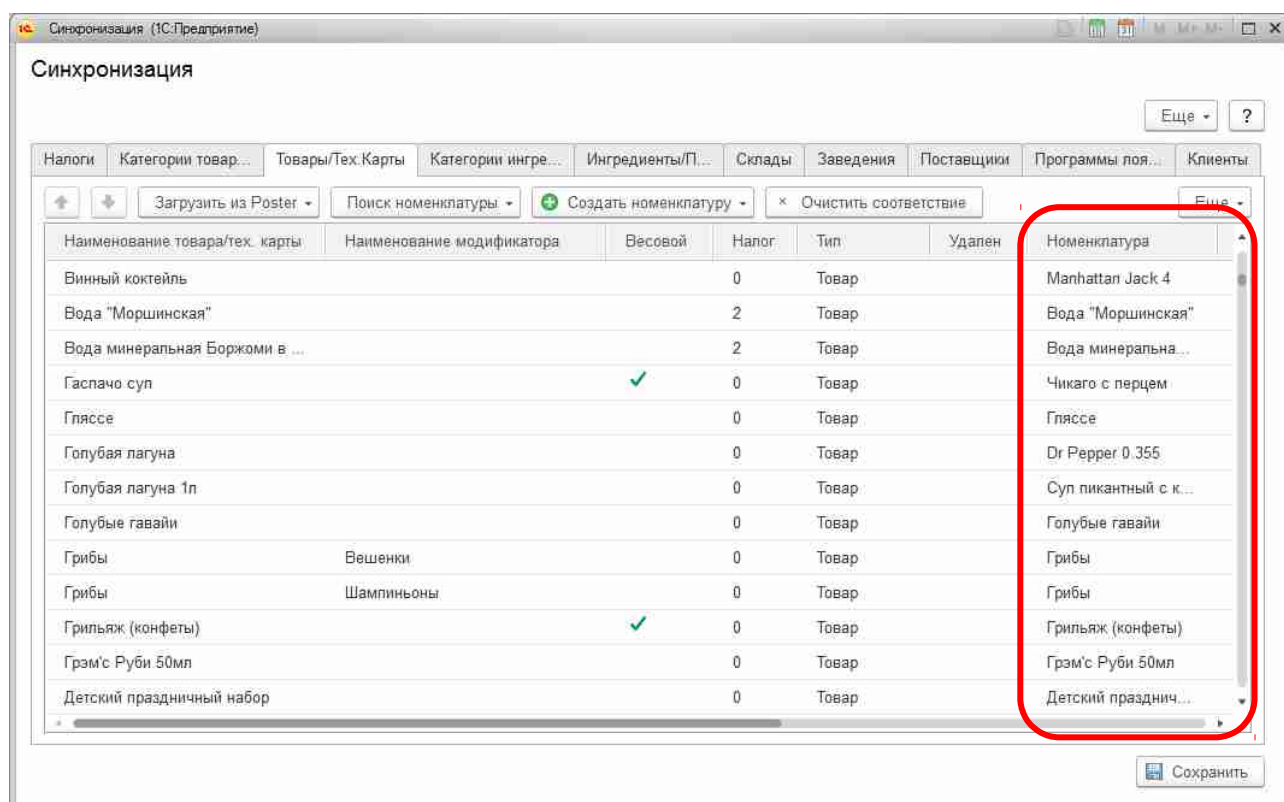 1С Синхронизация (1С:Предприятие) 31 М М+ М-
Синхронизация
Еще ?
Налоги Категории товар... Товары/Тех.Карты Категории ингре... Ингредиенты/П... Склады Заведения Поставщики Программы лоя... Клиенты
Загрузить из Poster Поиск номенклатуры Создать номенклатуру × Очистить соответствие Еще
Наименование товара/тех. карты Наименование модификатора Весовой Налог Тип Удален Номенклатура
Винный коктейль 0 Товар Manhattan Jack 4
Вода "Моршинская" 2 Товар Вода "Моршинская"
Вода минеральная Боржоми в ... 2 Товар Вода минеральна...
Гаспачо суп 0 Товар Чикаго с перцем
Гляссе 0 Товар Гляссе
Голубая лагуна 0 Товар Dr Pepper 0.355
Голубая лагуна 1л 0 Товар Суп пикантный с к...
Голубые гавайи 0 Товар Голубые гавайи
Грибы Вешенки 0 Товар Грибы
Грибы Шампиньоны 0 Товар Грибы
Грильяж (конфеты) 0 Товар Грильяж (конфеты)
Грэм'с Руби 50мл 0 Товар Грэм'с Руби 50мл
Детский праздничный набор 0 Товар Детский празднич...
Сохранить